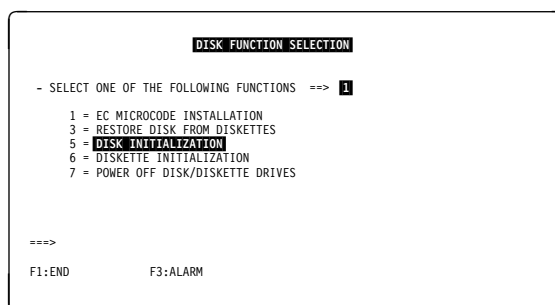 DISK FUNCTION SELECTION
- SELECT ONE OF THE FOLLOWING FUNCTIONS ==> 1
1 = EC MICROCODE INSTALLATION
3 = RESTORE DISK FROM DISKETTES
5 = DISK INITIALIZATION
6 = DISKETTE INITIALIZATION
7 = POWER OFF DISK/DISKETTE DRIVES
===>
F1:END F3:ALARM